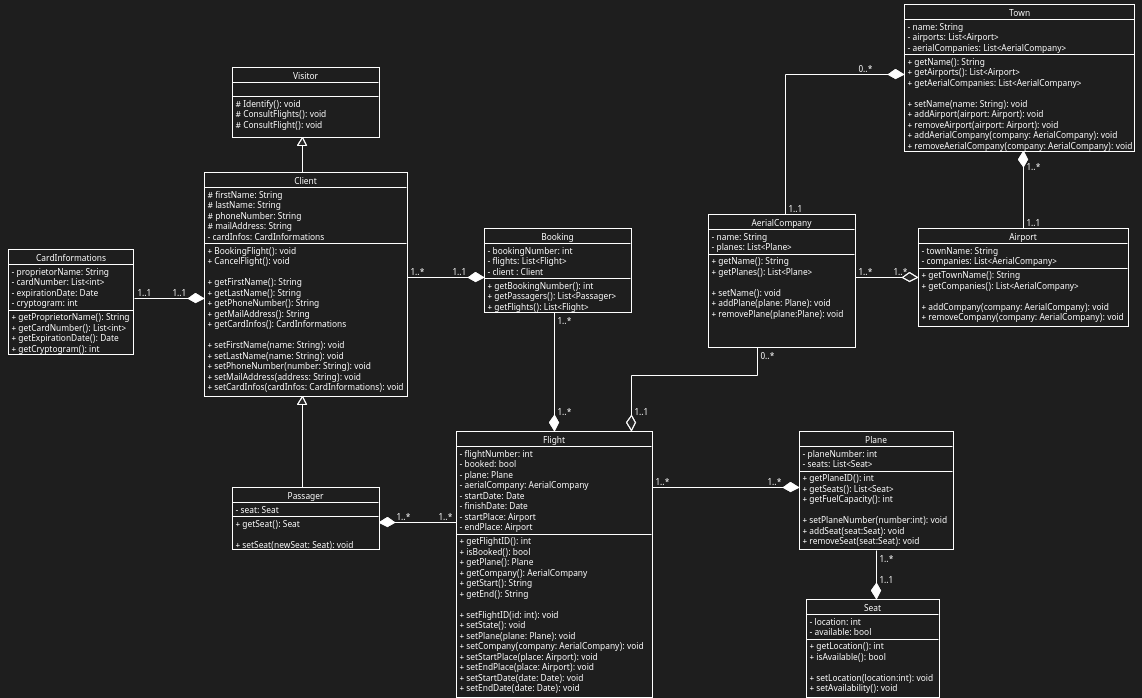 Town
- name: String
- airports: List<Airport>
- aerialCompanies: List<AerialCompany>
+ getName(): String
+ getAirports(): List<Airport>
+ getAerialCompanies: List<AerialCompany>
+ setName(name: String): void
+ addAirport(airport: Airport): void
+ removeAirport(airport: Airport): void
+ addAerialCompany(company: AerialCompany): void
+ removeAerialCompany(company: AerialCompany): void
0..*
1..*
Visitor
# Identify(): void
# ConsultFlights(): void
# ConsultFlight(): void
Client
# firstName: String
# lastName: String
# phoneNumber: String
# mailAddress: String
- cardInfos: CardInformations
+ BookingFlight(): void
+ CancelFlight(): void
+ getFirstName(): String
+ getLastName(): String
+ getPhoneNumber(): String
+ getMailAddress(): String
+ getCardInfos(): CardInformations
+ setFirstName(name: String): void
+ setLastName(name: String): void
+ setPhoneNumber(number: String): void
+ setMailAddress(address: String): void
+ setCardInfos(cardInfos: CardInformations): void
CardInformations
- proprietorName: String
- cardNumber: List<int>
- expirationDate: Date
- cryptogram: int
+ getProprietorName(): String
+ getCardNumber(): List<int>
+ getExpirationDate(): Date
+ getCryptogram(): int
1..1
1..1
1..*
1..1
Booking
- bookingNumber: int
- flights: List<Flight>
- client : Client
+ getBookingNumber(): int
+ getPassagers(): List<Passager>
+ getFlights(): List<Flight>
1..*
1..*
1..1
AerialCompany
- name: String
- planes: List<Plane>
+ getName(): String
+ getPlanes(): List<Plane>
+ setName(): void
+ addPlane(plane: Plane): void
+ removePlane(plane:Plane): void
1..*
1..*
0..*
1..1
1..1
Airport
- townName: String
- companies: List<AerialCompany>
+ getTownName(): String
+ getCompanies(): List<AerialCompany>
+ addCompany(company: AerialCompany): void
+ removeCompany(company: AerialCompany): void
Passager
- seat: Seat
+ getSeat(): Seat
+ setSeat(newSeat: Seat): void
1..*
1..*
Flight
- flightNumber: int
- booked: bool
- plane: Plane
- aerialCompany: AerialCompany
- startDate: Date
- finishDate: Date
- startPlace: Airport
- endPlace: Airport
+ getFlightID(): int
+ isBooked(): bool
+ getPlane(): Plane
+ getCompany(): AerialCompany
+ getStart(): String
+ getEnd(): String
+ setFlightID(id: int): void
+ setState(): void
+ setPlane(plane: Plane): void
+ setCompany(company: AerialCompany): void
+ setStartPlace(place: Airport): void
+ setEndPlace(place: Airport): void
+ setStartDate(date: Date): void
+ setEndDate(date: Date): void
1..*
1..*
Plane
- planeNumber: int
- seats: List<Seat>
+ getPlaneID(): int
+ getSeats(): List<Seat>
+ getFuelCapacity(): int
+ setPlaneNumber(number:int): void
+ addSeat(seat:Seat): void
+ removeSeat(seat:Seat): void
1..*
1..1
Seat
- location: int
- available: bool
+ getLocation(): int
+ isAvailable(): bool
+ setLocation(location:int): void
+ setAvailability(): void